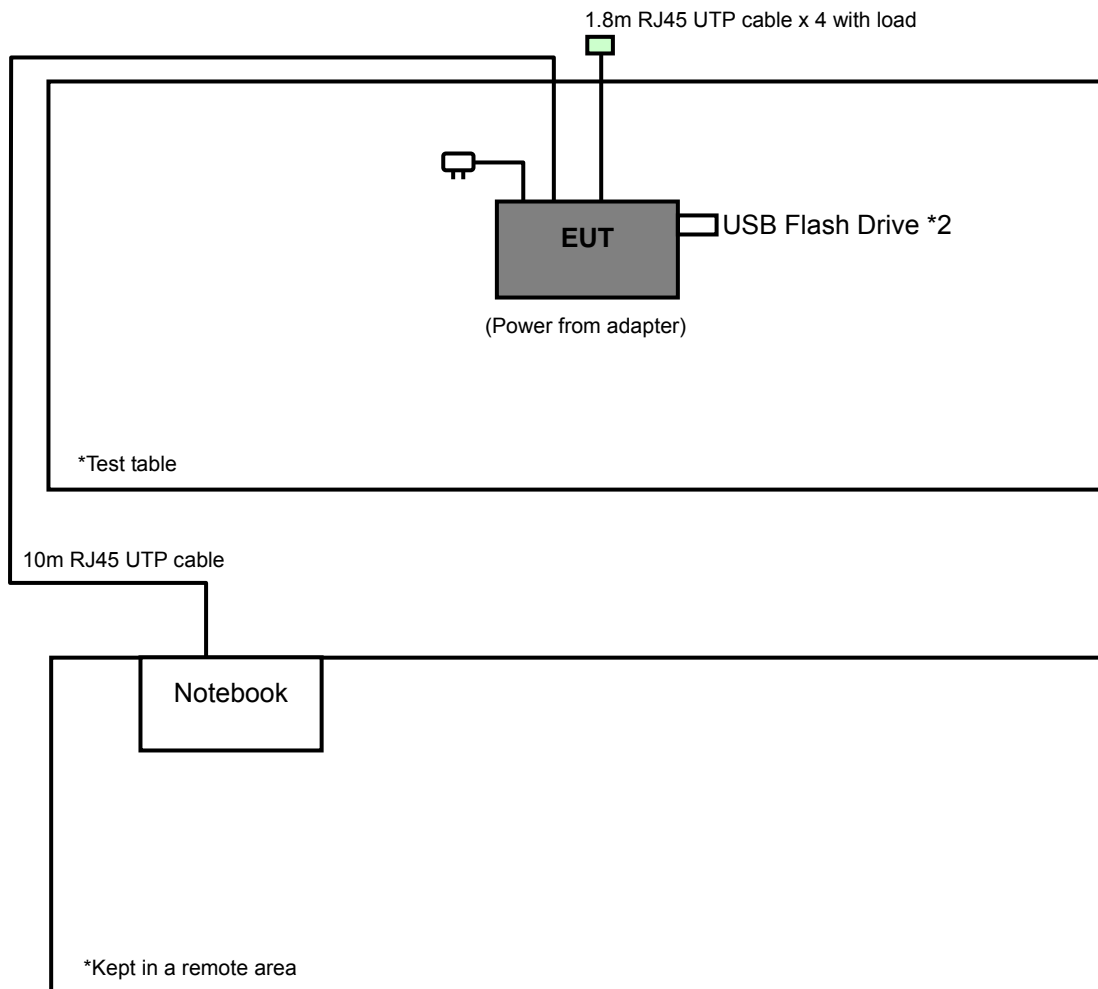 1.8m RJ45 UTP cable x 4 with load
EUT
USB Flash Drive *2
(Power from adapter)
*Test table
10m RJ45 UTP cable
Notebook
*Kept in a remote area